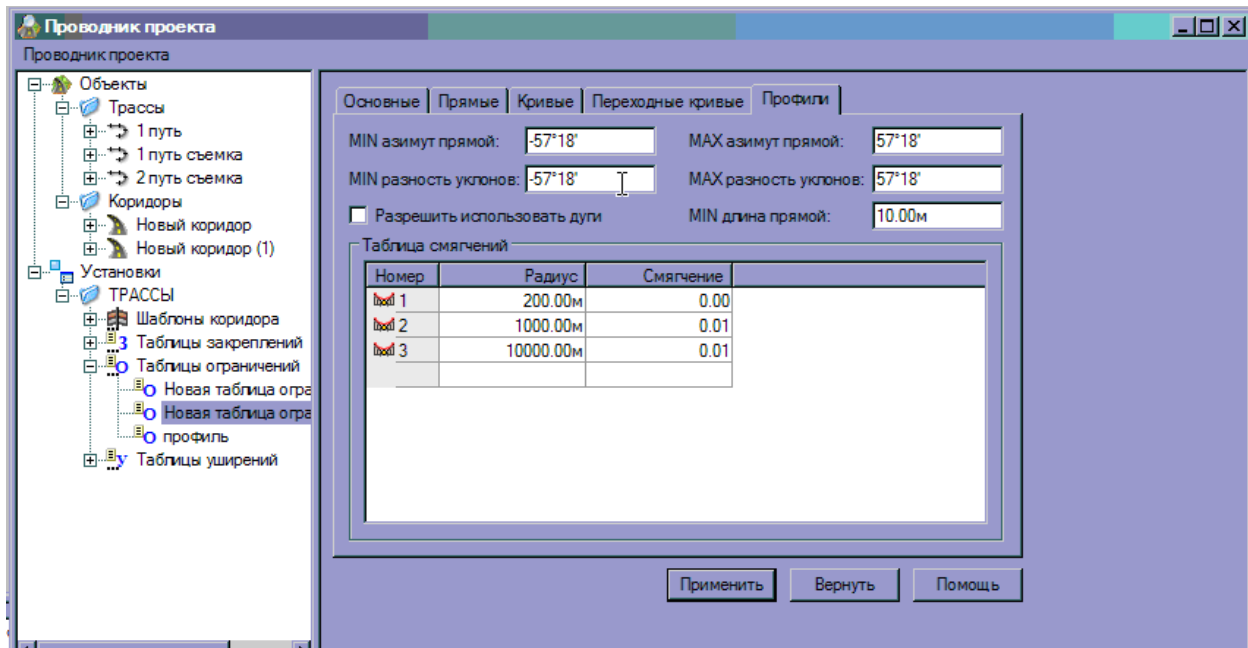 Проводник проекта
Проводник проекта
Объекты
Трассы
1 путь
1 путь съемка
2 путь съемка
Коридоры
Новый коридор
Новый коридор (1)
Установки
ТРАССЫ
Шаблоны коридора
Таблицы закреплений
Таблицы ограничений
Новая таблица огра
Новая таблица огра
профиль
Таблицы уширений
Основные Прямые Кривые Переходные кривые Профили
MIN азимут прямой: -57°18' MAX азимут прямой: 57°18'
MIN разность уклонов: -57°18' MAX разность уклонов: 57°18'
Разрешить использовать дуги MIN длина прямой: 10.00м
Таблица смягчений
Номер Радиус Смягчение
1 200.00м 0.00
2 1000.00м 0.01
3 10000.00м 0.01
Применить Вернуть Помощь